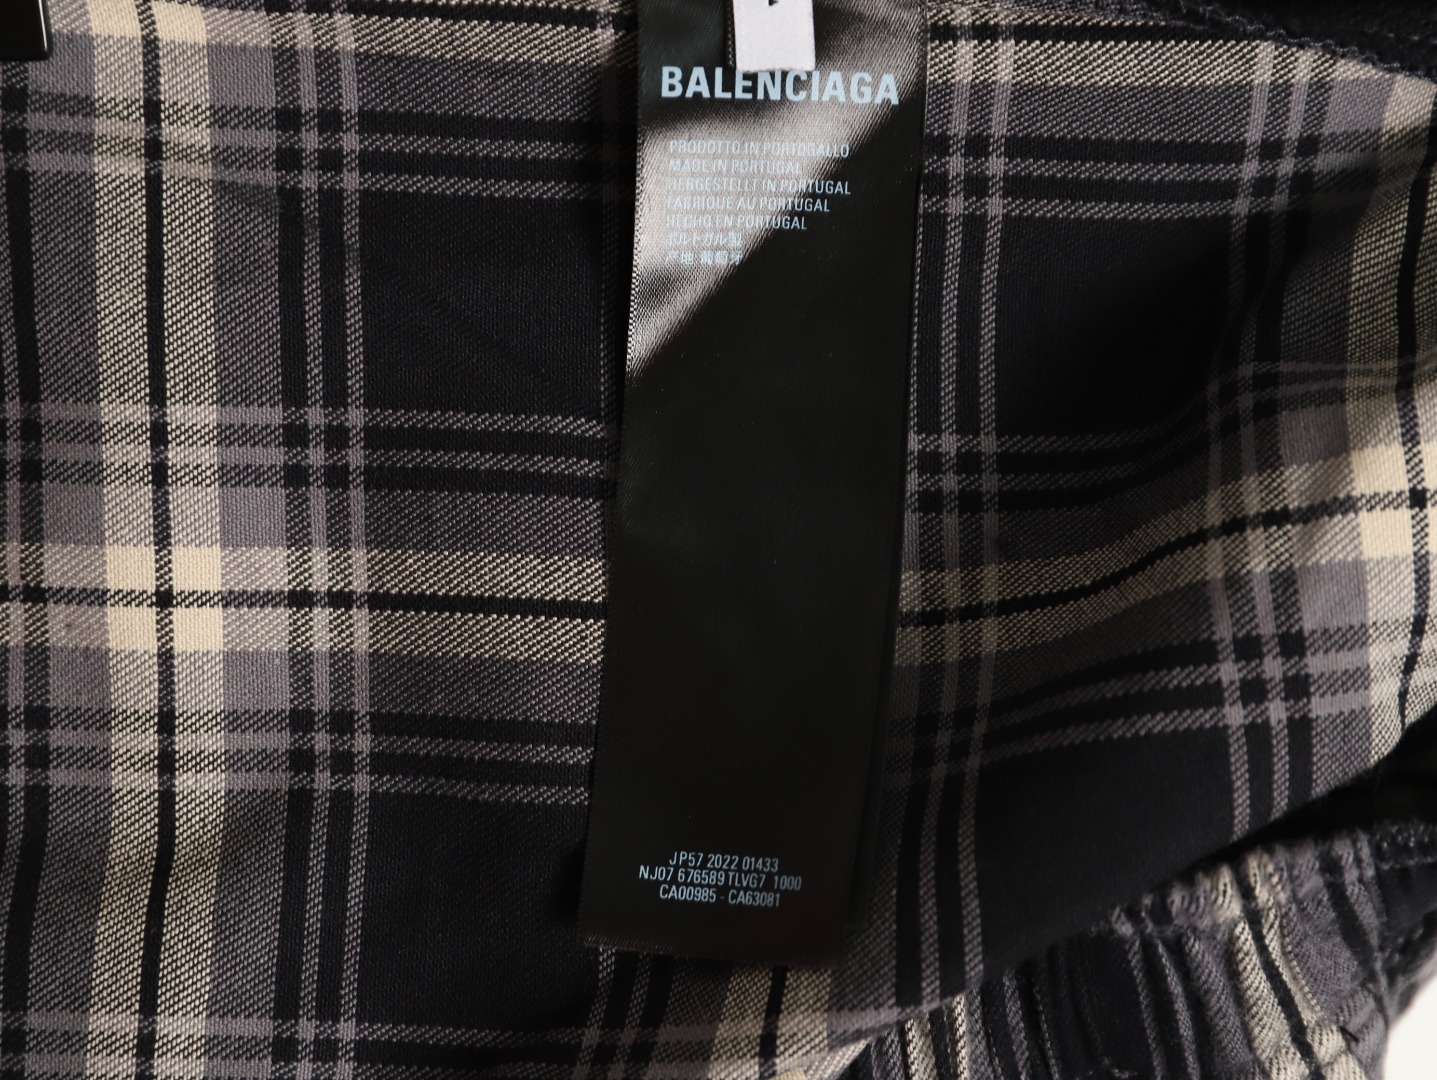 BALENCIAGA
PRODOTTO IN PORTOGALLO
MADE IN PORTUGAL
HERGESTELLT IN PORTUGAL
FABRIQUÉ AU PORTUGAL
HECHO EN PORTUGAL
ポルトガル製
产地 葡萄牙
JP57 2022 01433
NJ07 676589 TLVG7 1000
CA00985 - CA63081